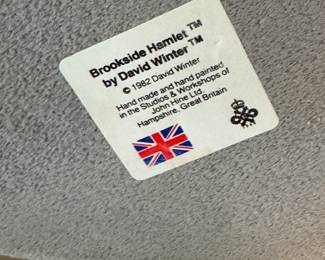 Brookside Hamlet™
by David Winter™
© 1982 David Winter
Hand made and hand painted
in the Studios & Workshops of
John Hine Ltd.
Hampshire, Great Britain